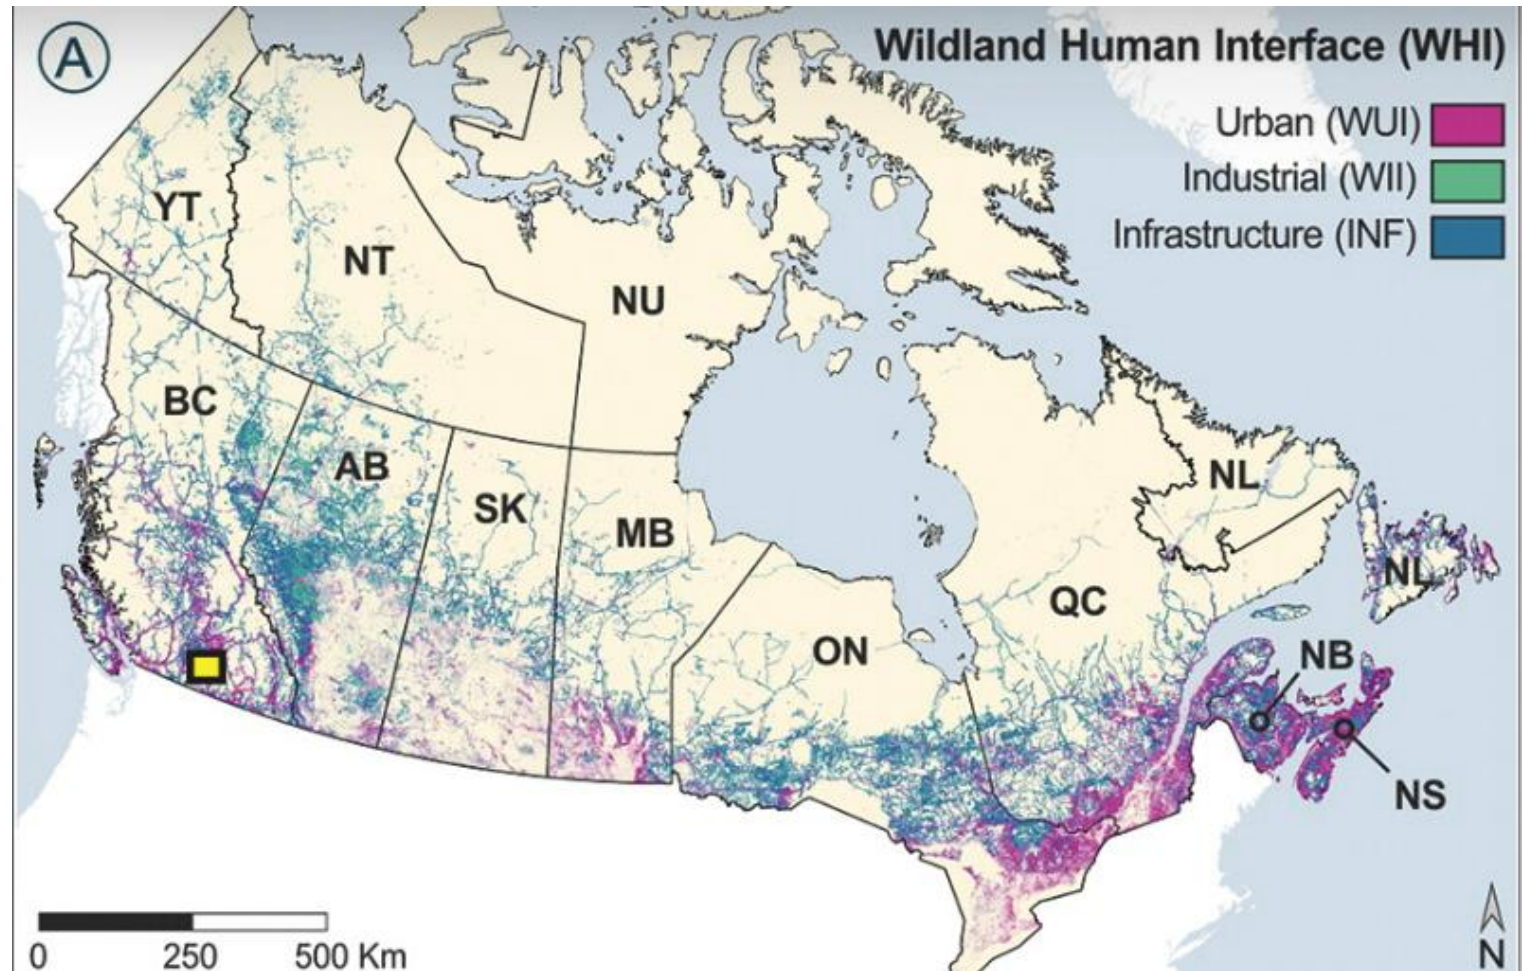 A
Wildland Human Interface (WHI)
Urban (WUI)
Industrial (WII)
Infrastructure (INF)
YT
NT
NU
BC
AB
SK
MB
ON
QC
NL
NL
NB
NS
0 250 500 Km
N